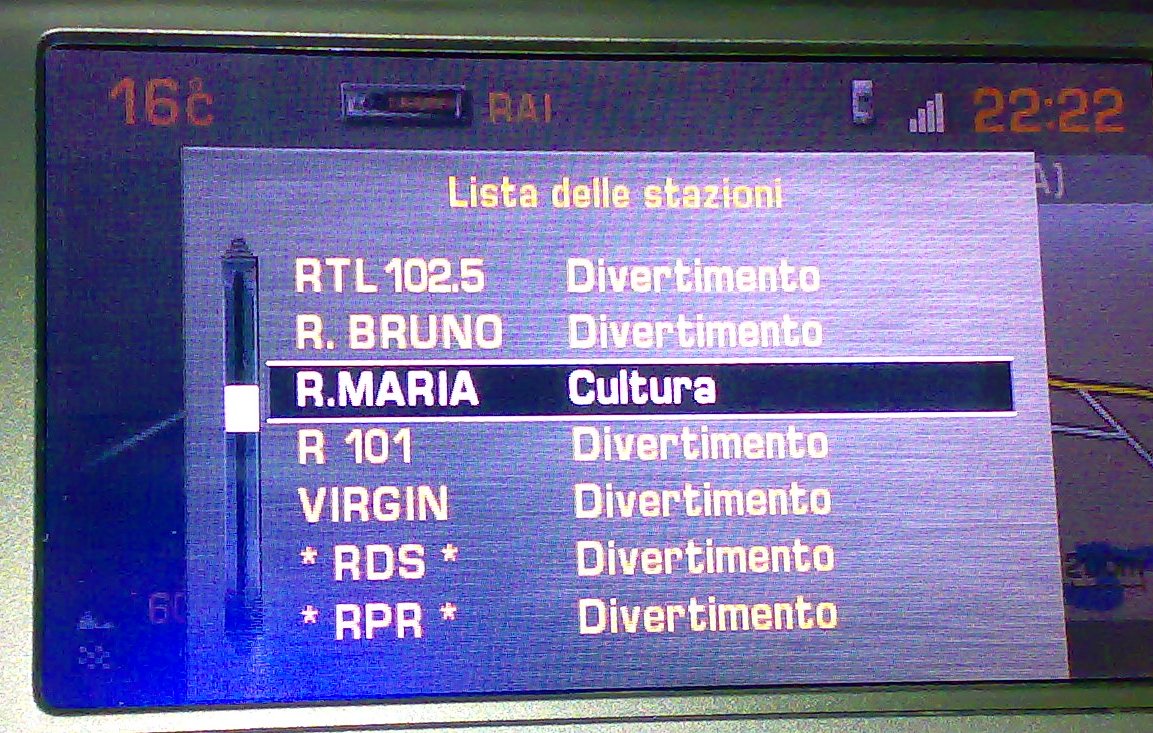 16°C RAI 22:22
Lista delle stazioni
RTL 102.5 Divertimento
R. BRUNO Divertimento
R.MARIA Cultura
R 101 Divertimento
VIRGIN Divertimento
* RDS * Divertimento
* RPR * Divertimento